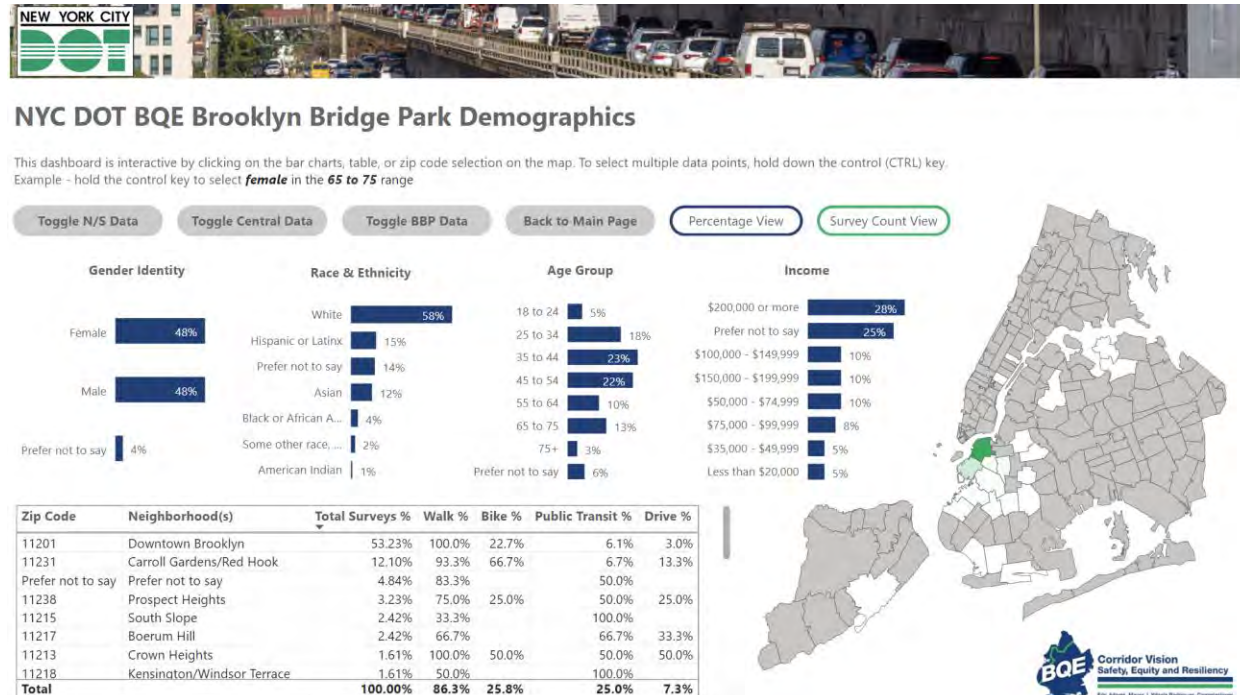 NEW YORK CITY
DOT
NYC DOT BQE Brooklyn Bridge Park Demographics
This dashboard is interactive by clicking on the bar charts, table, or zip code selection on the map. To select multiple data points, hold down the control (CTRL) key.
Example - hold the control key to select female in the 65 to 75 range
Toggle N/S Data Toggle Central Data Toggle BBP Data Back to Main Page Percentage View Survey Count View
Gender Identity
Female 48%
Male 48%
Prefer not to say 4%
Race & Ethnicity
White 58%
Hispanic or Latinx 15%
Prefer not to say 14%
Asian 12%
Black or African A... 4%
Some other race, ... 2%
American Indian 1%
Age Group
18 to 24 5%
25 to 34 18%
35 to 44 23%
45 to 54 22%
55 to 64 10%
65 to 75 13%
75+ 3%
Prefer not to say 6%
Income
$200,000 or more 28%
Prefer not to say 25%
$100,000 - $149,999 10%
$150,000 - $199,999 10%
$50,000 - $74,999 10%
$75,000 - $99,999 8%
$35,000 - $49,999 5%
Less than $20,000 5%
Zip Code Neighborhood(s) Total Surveys % Walk % Bike % Public Transit % Drive %
11201 Downtown Brooklyn 53.23% 100.0% 22.7% 6.1% 3.0%
11231 Carroll Gardens/Red Hook 12.10% 93.3% 66.7% 6.7% 13.3%
Prefer not to say Prefer not to say 4.84% 83.3% 50.0%
11238 Prospect Heights 3.23% 75.0% 25.0% 50.0% 25.0%
11215 South Slope 2.42% 33.3% 100.0%
11217 Boerum Hill 2.42% 66.7% 66.7% 33.3%
11213 Crown Heights 1.61% 100.0% 50.0% 50.0% 50.0%
11218 Kensington/Windsor Terrace 1.61% 50.0% 100.0%
Total 100.00% 86.3% 25.8% 25.0% 7.3%
BQE
Corridor Vision
Safety, Equity and Resiliency